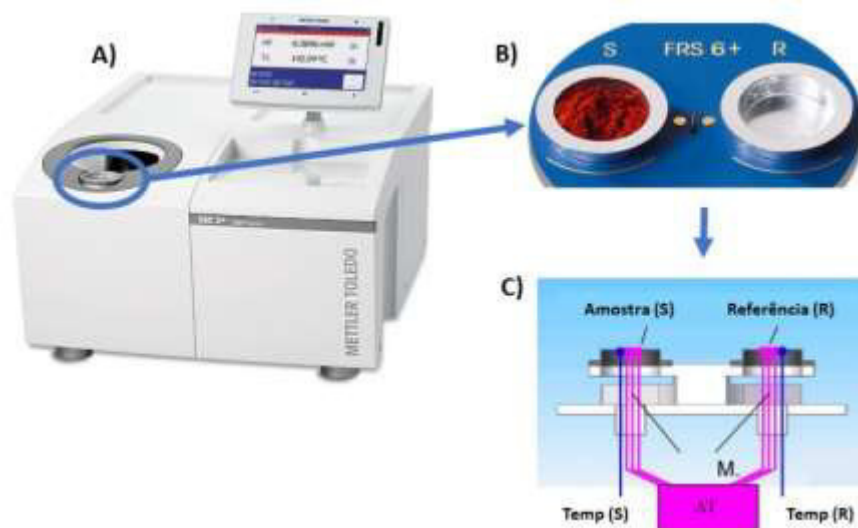 A)
B)
S FRS 6+ R
METTLER TOLEDO
C)
Amostra (S) Referência (R)
M.
ΔT
Temp (S) Temp (R)